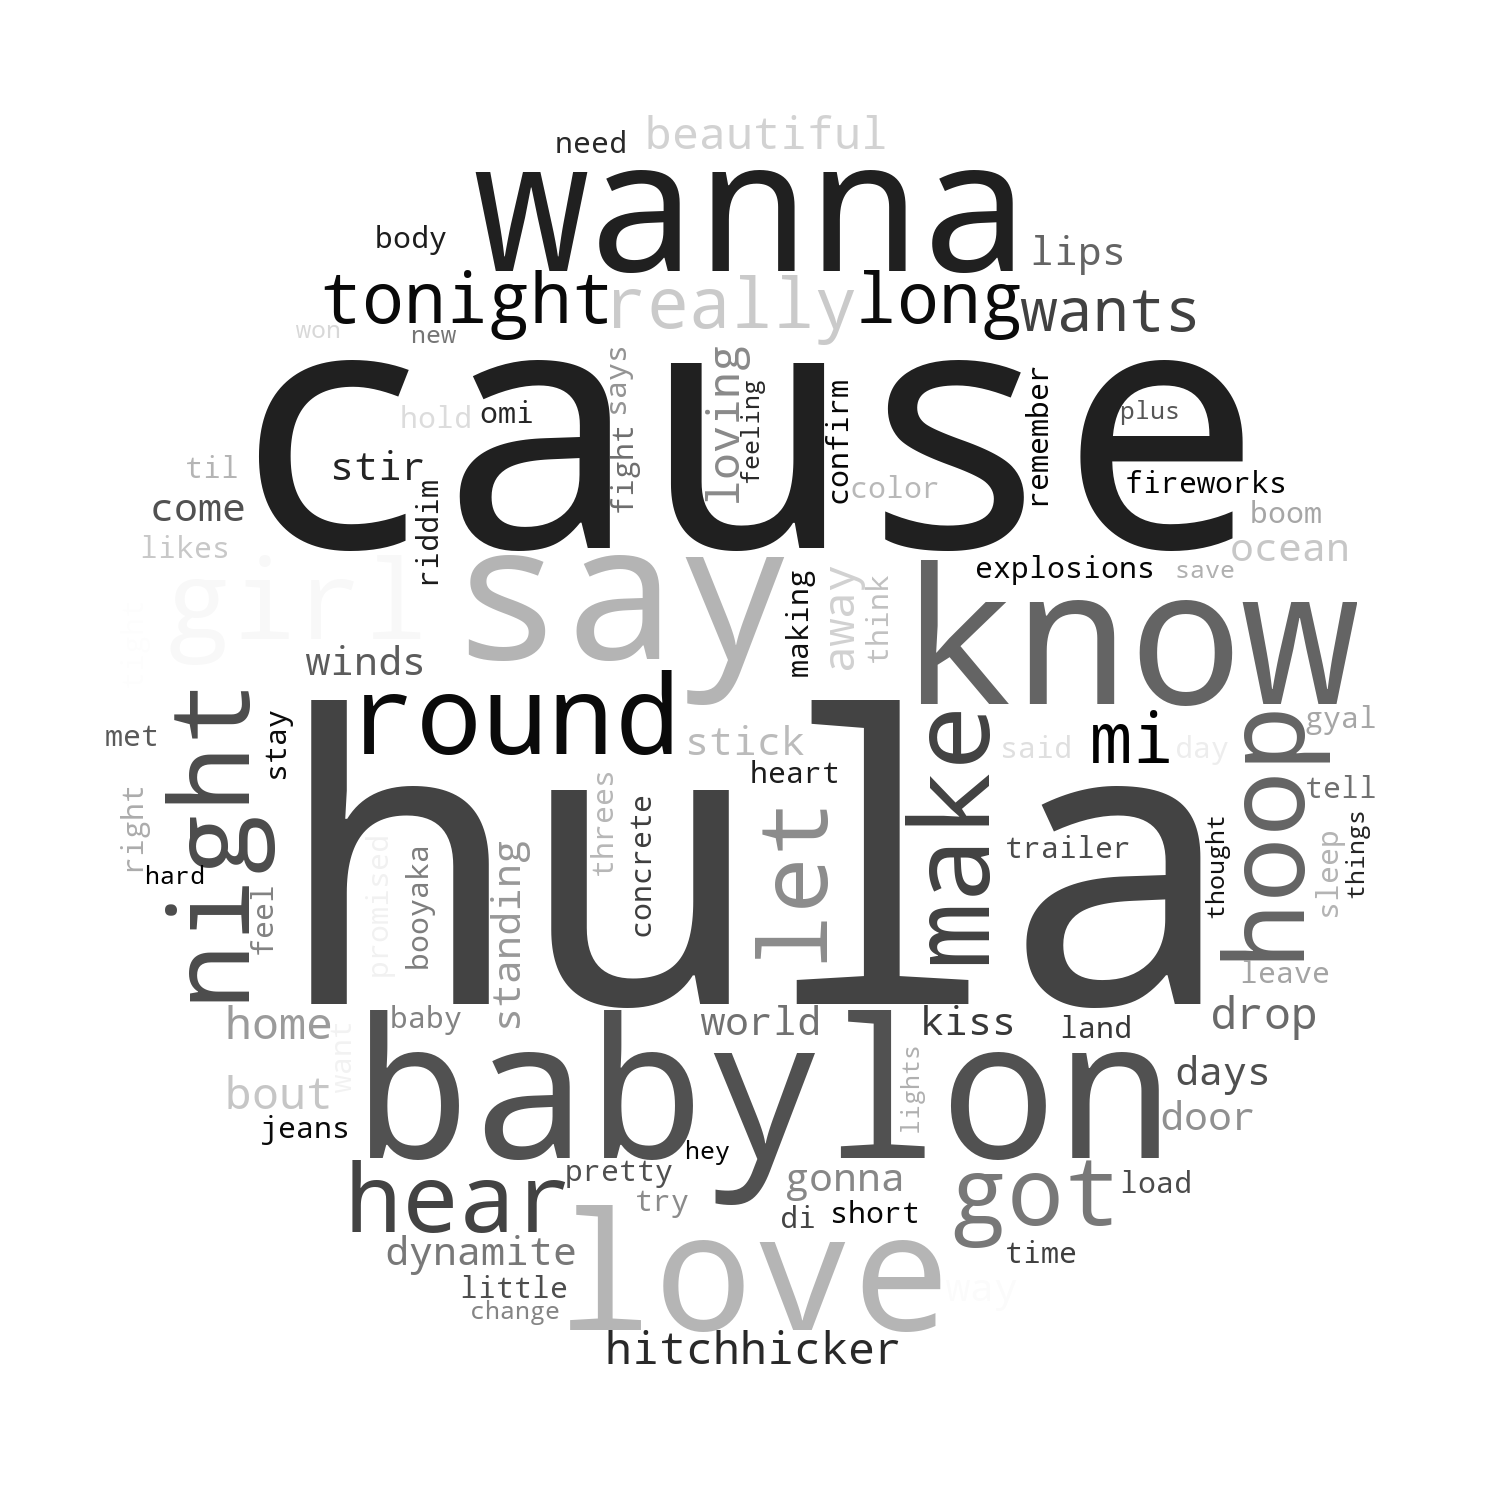 need
beautiful
wanna
body
lips
tonight
really
long
wants
won
new
cause
says
loving
feeling
confirm
remember
plus
hold
omi
fight
til
stir
riddim
color
fireworks
come
boom
likes
ocean
girl
say
making
away
think
explosions
save
know
winds
round
night
stay
met
stick
make
said
mi
day
hoop
gyal
hula
heart
right
threes
concrete
let
trailer
thought
tell
sleep
things
hard
promised
booyaka
standing
feel
leave
home
want
baby
world
kiss
land
drop
babylon
lights
bout
days
door
jeans
hey
hear
pretty
try
gonna
di
short
got
load
dynamite
love
time
little
change
way
hitchhicker